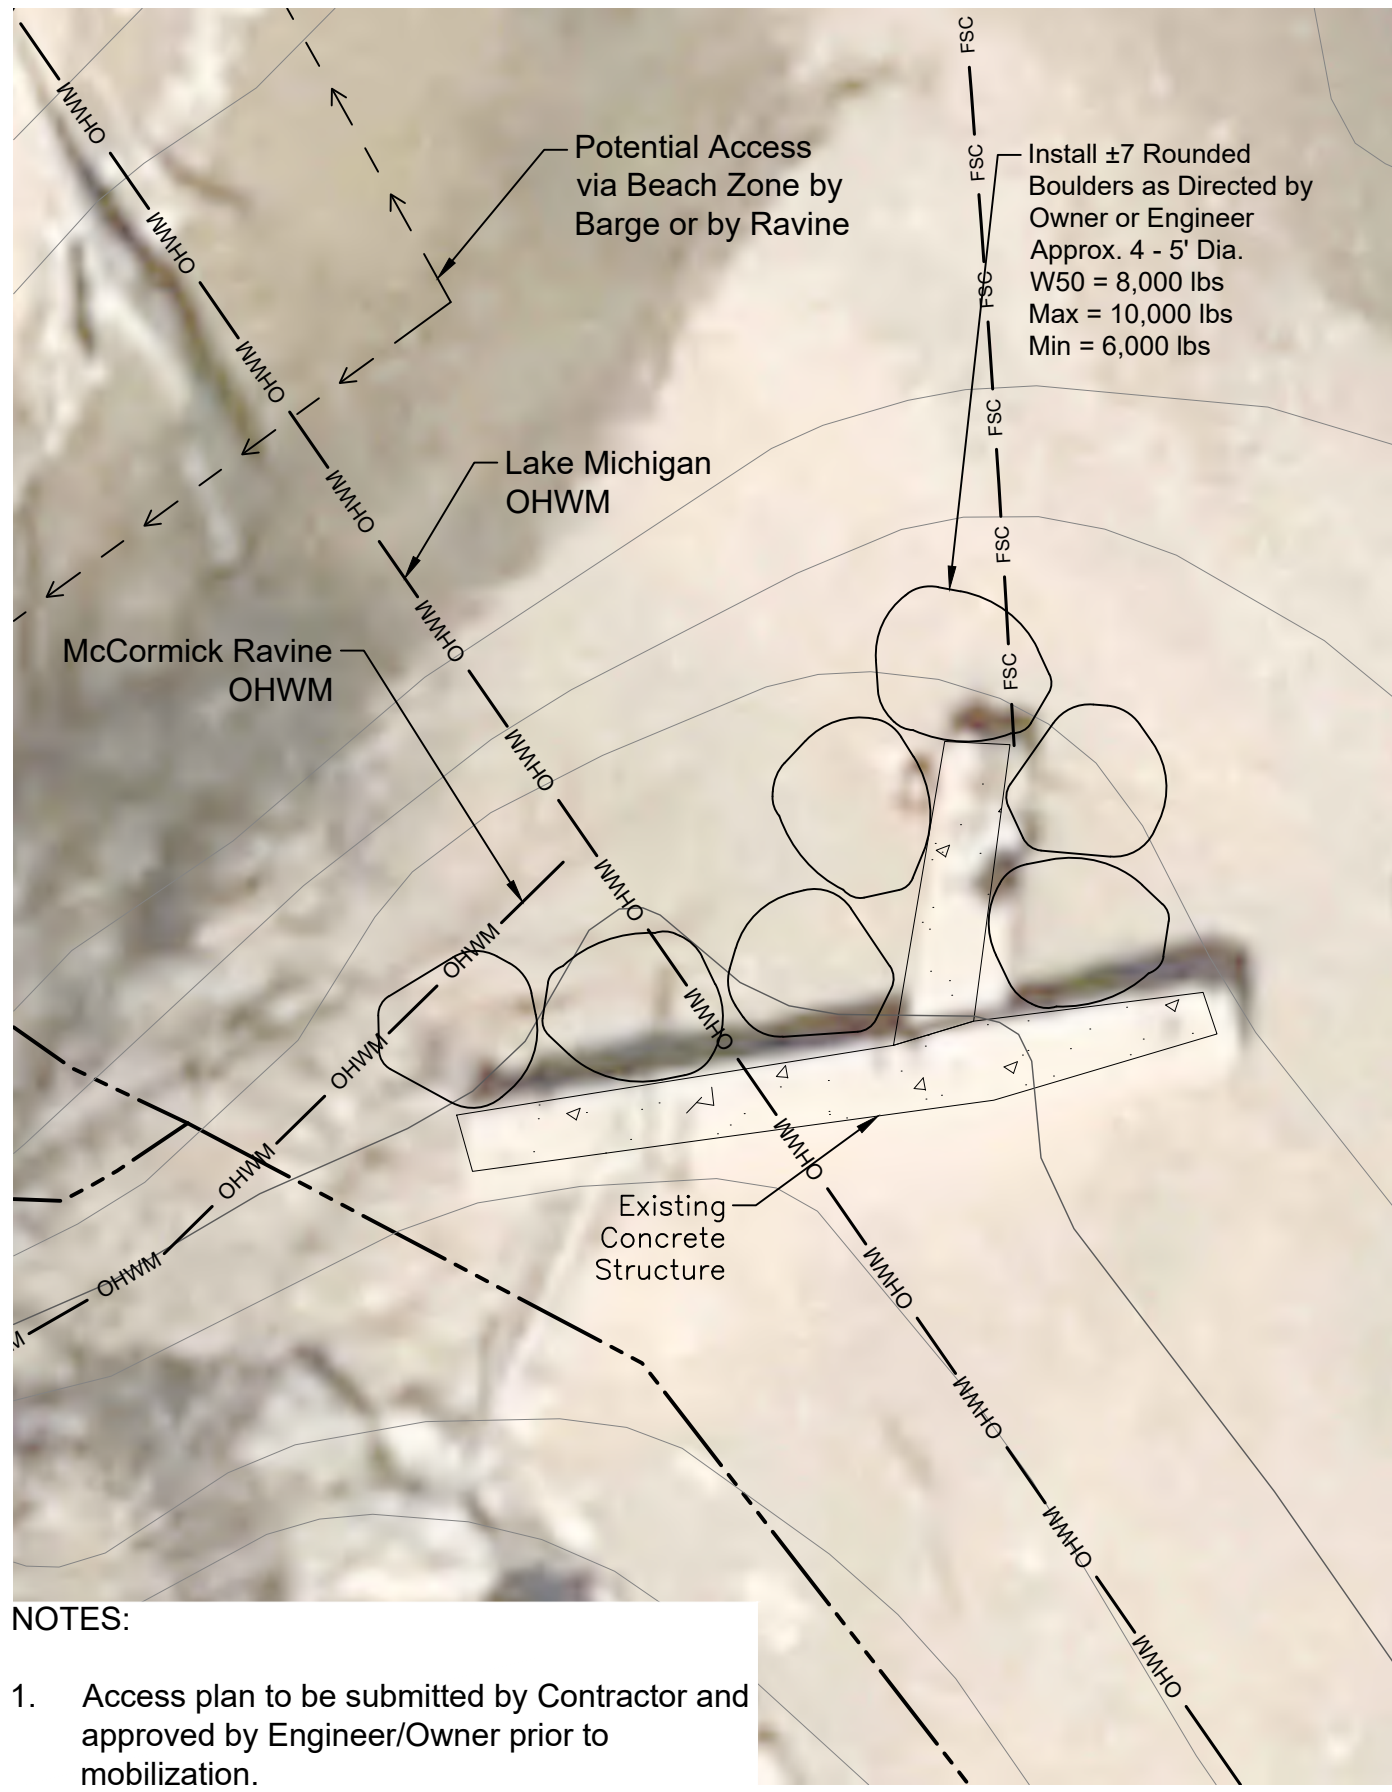 FSC
FSC
FSC
FSC
FSC
FSC
OHWM
OHWM
OHWM
OHWM
OHWM
OHWM
OHWM
OHWM
OHWM
OHWM
OHWM
OHWM
OHWM
Potential Access
via Beach Zone by
Barge or by Ravine
Install ±7 Rounded
Boulders as Directed by
Owner or Engineer
Approx. 4 - 5' Dia.
W50 = 8,000 lbs
Max = 10,000 lbs
Min = 6,000 lbs
Lake Michigan
OHWM
McCormick Ravine
OHWM
OHWM
OHWM
OHWM
OHWM
M
Existing
Concrete
Structure
NOTES:
1. Access plan to be submitted by Contractor and
approved by Engineer/Owner prior to
mobilization.